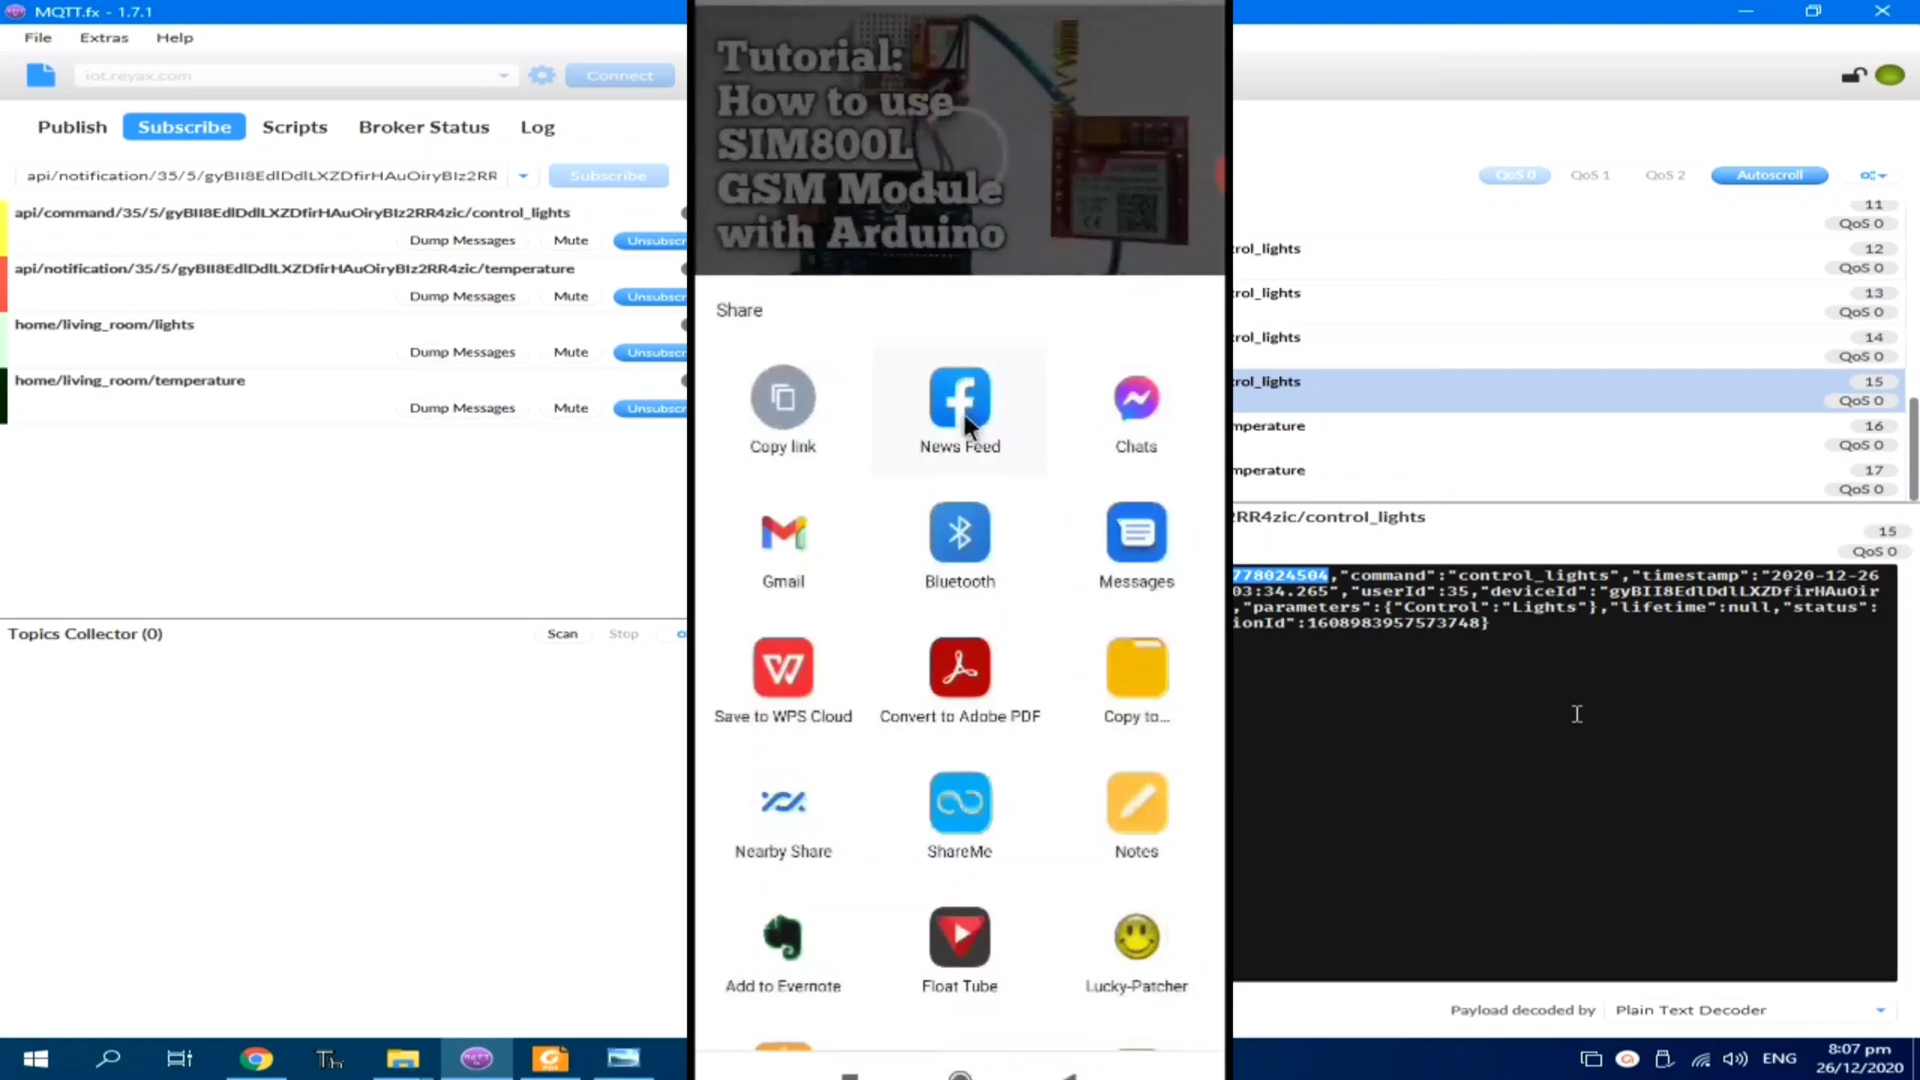 MQTT.fx - 1.7.1
File Extras Help
iot.reyax.com
Connect
Publish Subscribe Scripts Broker Status Log
api/notification/35/5/gyBII8EdlDdlLXZDfirHAuOiryBIz2RR
Subscribe
api/command/35/5/gyBII8EdlDdlLXZDfirHAuOiryBIz2RR4zic/control_lights
Dump Messages Mute Unsubscr
api/notification/35/5/gyBII8EdlDdlLXZDfirHAuOiryBIz2RR4zic/temperature
Dump Messages Mute Unsubscr
home/living_room/lights
Dump Messages Mute Unsubscr
home/living_room/temperature
Dump Messages Mute Unsubscr
Topics Collector (0)
Scan Stop
Tutorial:
How to use
SIM800L
GSM Module
with Arduino
Share
Copy link News Feed Chats
Gmail Bluetooth Messages
Save to WPS Cloud Convert to Adobe PDF Copy to...
Nearby Share ShareMe Notes
Add to Evernote Float Tube Lucky-Patcher
QoS 0 QoS 1 QoS 2 Autoscroll
11
QoS 0
rol_lights 12
QoS 0
rol_lights 13
QoS 0
rol_lights 14
QoS 0
rol_lights 15
QoS 0
mperature 16
QoS 0
mperature 17
QoS 0
2RR4zic/control_lights
15
QoS 0
778024504,"command":"control_lights","timestamp":"2020-12-26
03:34.265","userId":35,"deviceId":"gyBII8EdlDdlLXZDfirHAuOir
,"parameters":{"Control":"Lights"},"lifetime":null,"status":
ionId":1608983957573748}
Payload decoded by Plain Text Decoder
ENG
8:07 pm
26/12/2020